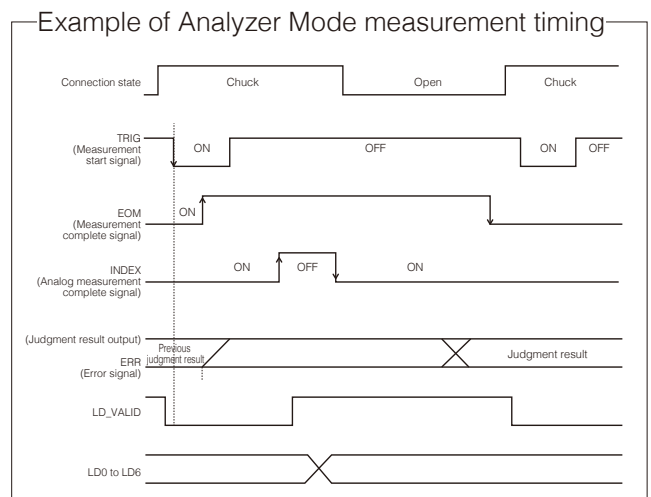 Example of Analyzer Mode measurement timing
Connection state
Chuck
Open
Chuck
TRIG
(Measurement
start signal)
ON
OFF
ON
OFF
EOM
(Measurement
complete signal)
ON
INDEX
(Analog measurement
complete signal)
ON
OFF
ON
(Judgment result output)
ERR
(Error signal)
Previous
judgment result
Judgment result
LD_VALID
LD0 to LD6